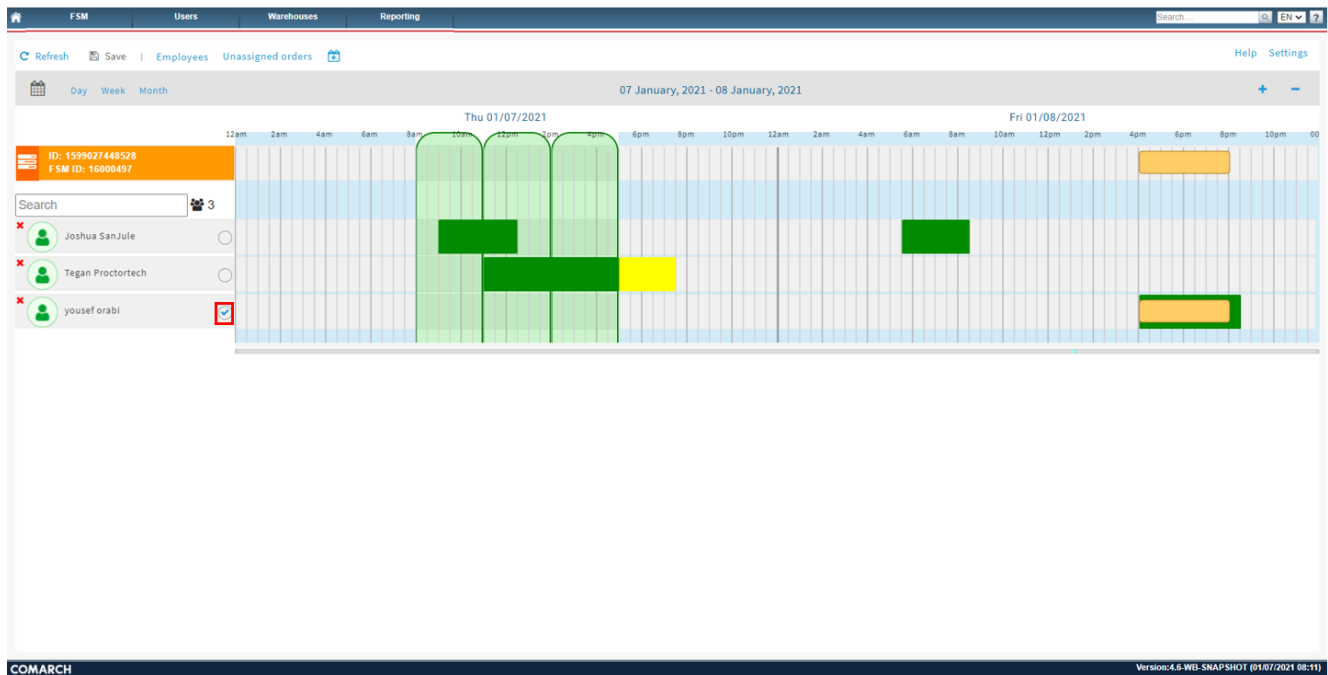 FSM Users Warehouses Reporting Search... EN ?
Refresh Save | Employees Unassigned orders Help Settings
Day Week Month 07 January, 2021 - 08 January, 2021 + −
Thu 01/07/2021 Fri 01/08/2021
12am 2am 4am 6am 8am 10am 12pm 2pm 4pm 6pm 8pm 10pm 12am 2am 4am 6am 8am 10am 12pm 2pm 4pm 6pm 8pm 10pm 00
ID: 1599027448528
FSM ID: 16000497
Search 3
Joshua SanJule
Tegan Proctortech
yousef orabi
COMARCH Version:4.6-WB-SNAPSHOT (01/07/2021 08:11)